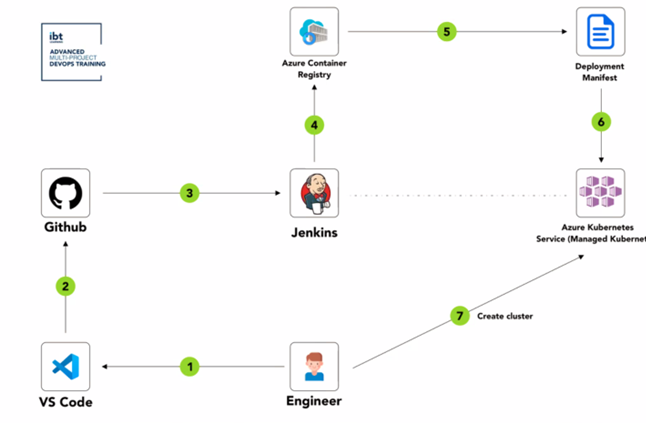 ibt
ADVANCED
MULTI-PROJECT
DEVOPS TRAINING
5
Azure Container
Registry
Deployment
Manifest
4
6
3
Github
Jenkins
Azure Kubernetes
Service (Managed Kubernet
2
7
Create cluster
1
VS Code
Engineer